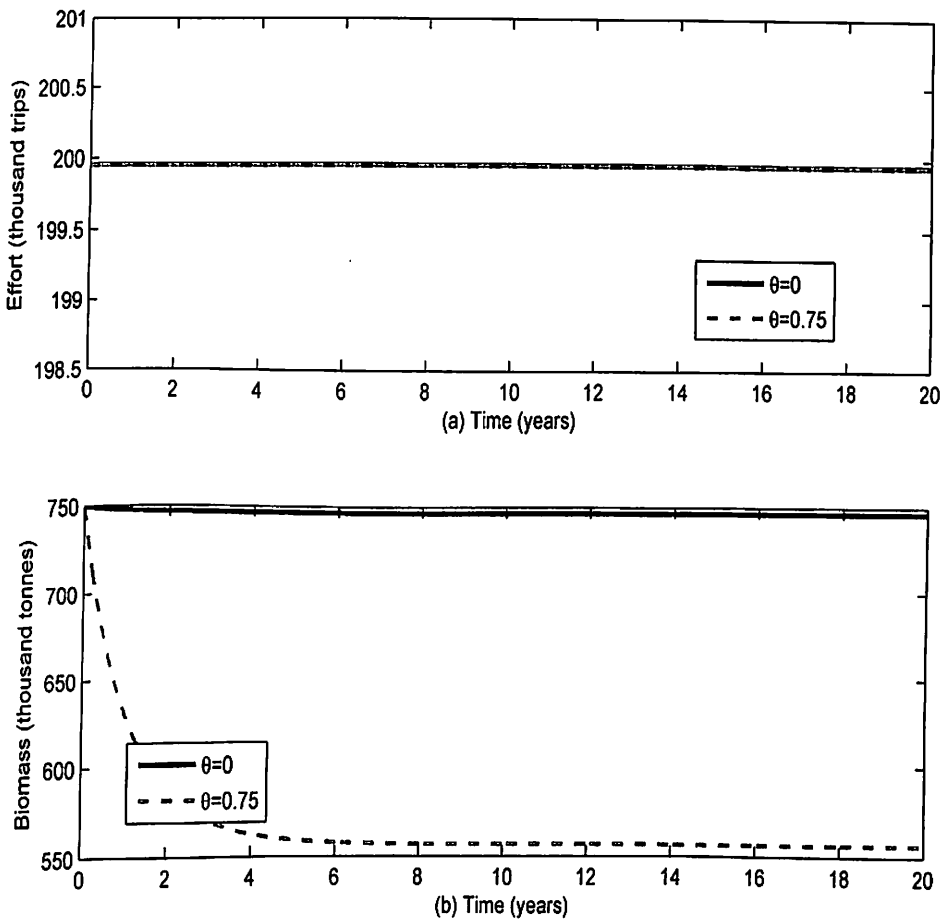 201
200.5
200
199.5
199
198.5
Effort (thousand trips)
θ=0
θ=0.75
0 2 4 6 8 10 12 14 16 18 20
(a) Time (years)
750
700
650
600
550
Biomass (thousand tonnes)
θ=0
θ=0.75
0 2 4 6 8 10 12 14 16 18 20
(b) Time (years)